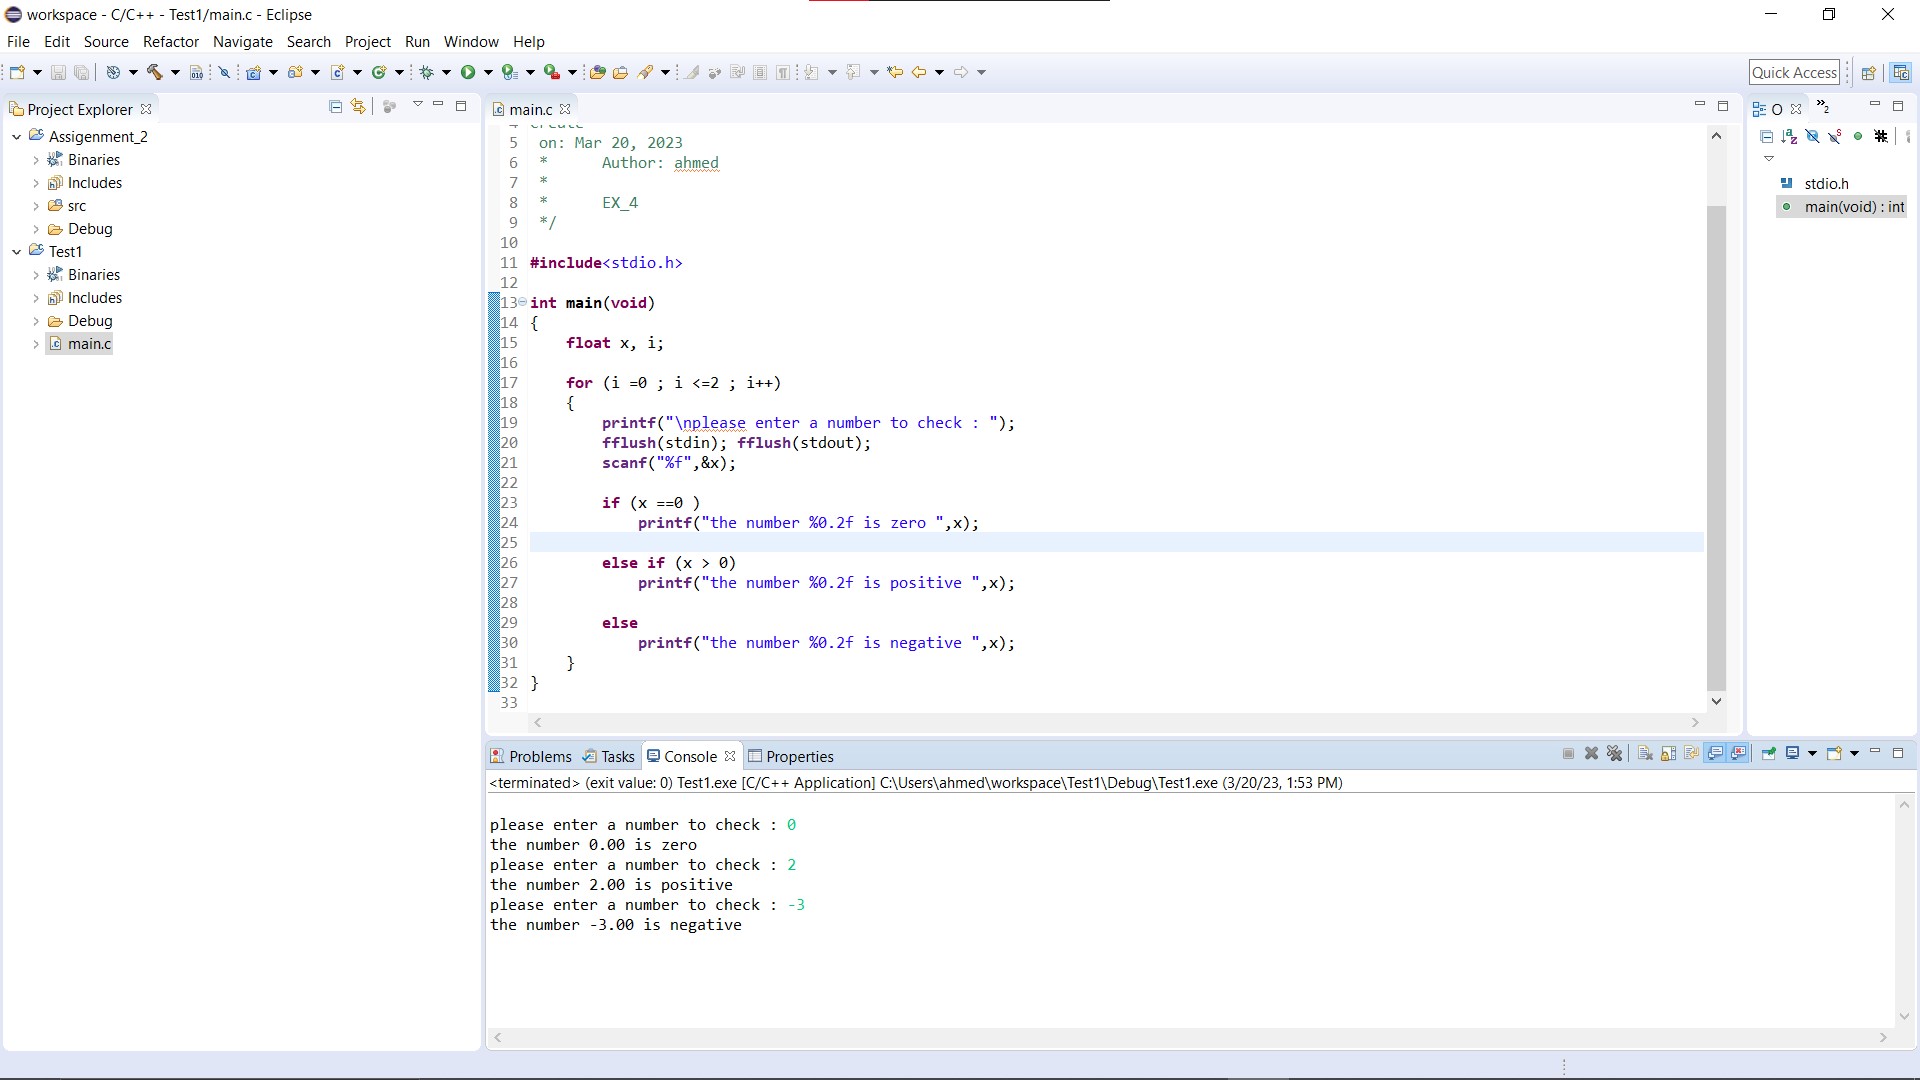 workspace - C/C++ - Test1/main.c - Eclipse
File Edit Source Refactor Navigate Search Project Run Window Help
Quick Access
Project Explorer
Assigenment_2
Binaries
Includes
src
Debug
Test1
Binaries
Includes
Debug
main.c
main.c
5 on: Mar 20, 2023
6 *      Author: ahmed
7 *
8 *      EX_4
9 */
10
11 #include<stdio.h>
12
13 int main(void)
14 {
15     float x, i;
16
17     for (i =0 ; i <=2 ; i++)
18     {
19         printf("\nplease enter a number to check : ");
20         fflush(stdin); fflush(stdout);
21         scanf("%f",&x);
22
23         if (x ==0 )
24             printf("the number %0.2f is zero ",x);
25
26         else if (x > 0)
27             printf("the number %0.2f is positive ",x);
28
29         else
30             printf("the number %0.2f is negative ",x);
31     }
32 }
33
O
2
stdio.h
main(void) : int
Problems Tasks Console Properties
<terminated> (exit value: 0) Test1.exe [C/C++ Application] C:\Users\ahmed\workspace\Test1\Debug\Test1.exe (3/20/23, 1:53 PM)
please enter a number to check : 0
the number 0.00 is zero
please enter a number to check : 2
the number 2.00 is positive
please enter a number to check : -3
the number -3.00 is negative